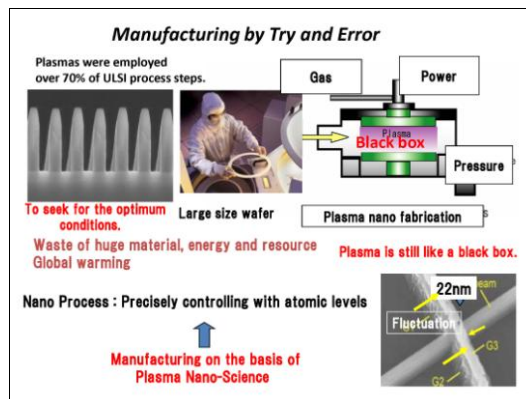 Manufacturing by Try and Error
Plasmas were employed
over 70% of ULSI process steps.
Gas
Power
Plasma
Black box
Pressure
To seek for the optimum
conditions.
Large size wafer
Plasma nano fabrication
Waste of huge material, energy and resource
Global warming
Plasma is still like a black box.
Nano Process : Precisely controlling with atomic levels
Manufacturing on the basis of
Plasma Nano-Science
22nm
beam
Fluctuation
G3
G2